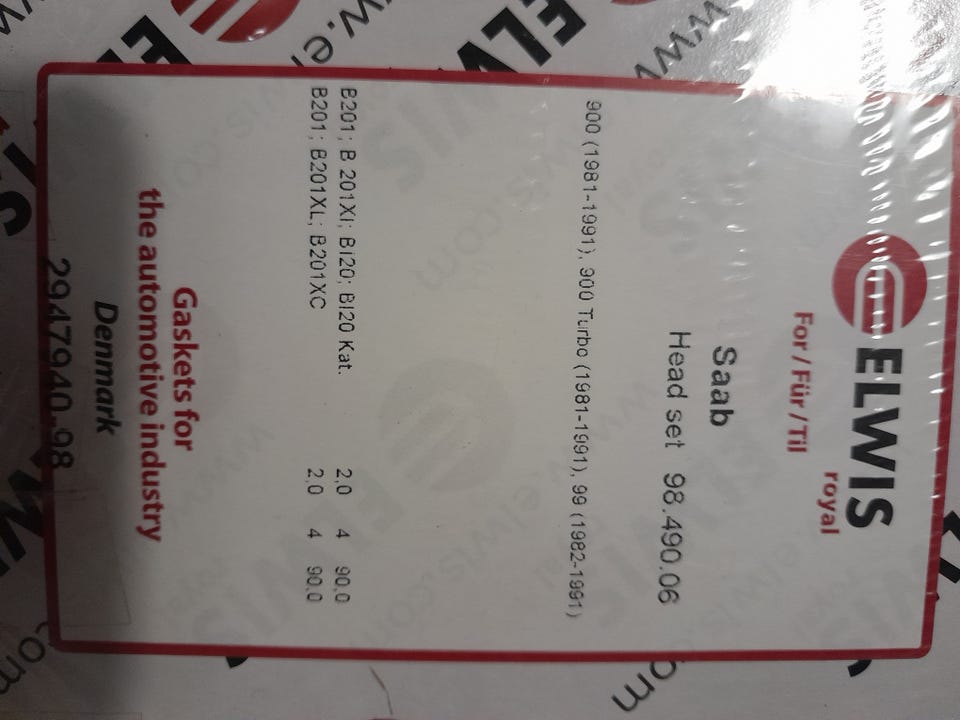 ELWIS
royal
For / Für / Til
Saab
Head set 98.490.06
900 (1981-1991), 900 Turbo (1981-1991), 99 (1982-1991)
B201; B 201XI; BI20; BI20 Kat. 2,0 4 90,0
B201; B201XL; B201XC 2,0 4 90,0
Gaskets for
the automotive industry
Denmark
2947940.98